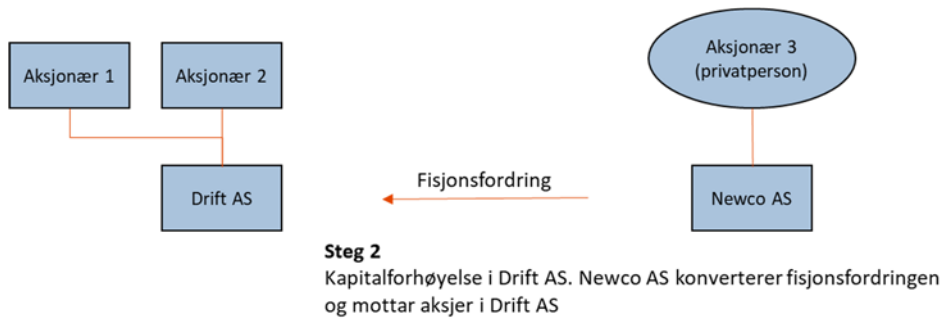 Aksjonær 1
Aksjonær 2
Aksjonær 3
(privatperson)
Drift AS
Fisjonsfordring
Newco AS
Steg 2
Kapitalforhøyelse i Drift AS. Newco AS konverterer fisjonsfordringen
og mottar aksjer i Drift AS